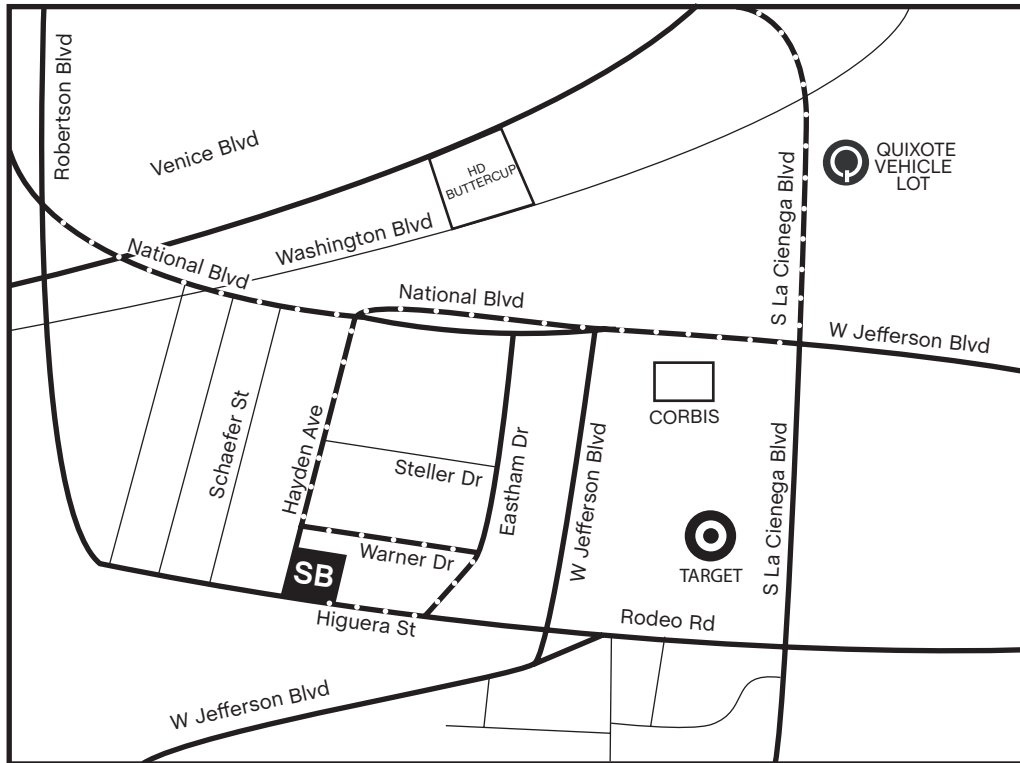 Robertson Blvd
Venice Blvd
HD
BUTTERCUP
QUIXOTE
VEHICLE
LOT
Washington Blvd
S La Cienega Blvd
National Blvd
National Blvd
W Jefferson Blvd
CORBIS
Schaefer St
Hayden Ave
Steller Dr
Eastham Dr
W Jefferson Blvd
S La Cienega Blvd
Warner Dr
SB
TARGET
Higuera St
Rodeo Rd
W Jefferson Blvd